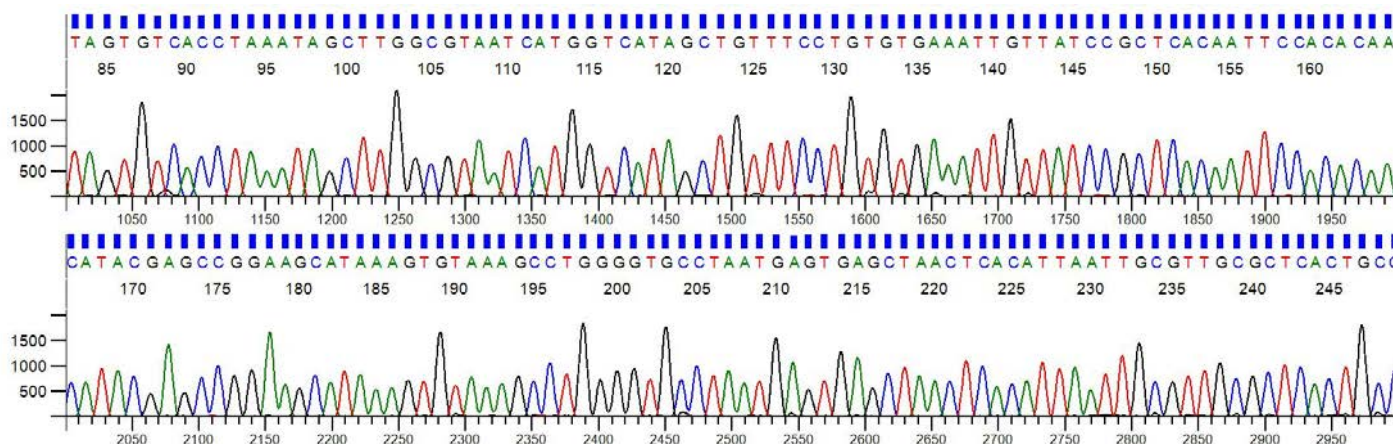 TAGTGTCACCTAAATAGCTTGGCGTAATCATGGTCATAGCTGTTTCCTGTGTGAAATTGTTATCCGCTCACAATTCCACACAA
85 90 95 100 105 110 115 120 125 130 135 140 145 150 155 160
1500
1000
500
1050 1100 1150 1200 1250 1300 1350 1400 1450 1500 1550 1600 1650 1700 1750 1800 1850 1900 1950
CATACGAGCCGGAAGCATAAAGTGTAAAGCCTGGGGTGCCTAATGAGTGAGCTAACTCACATTAATTGCGTTGCGCTCACTGCC
170 175 180 185 190 195 200 205 210 215 220 225 230 235 240 245
1500
1000
500
2050 2100 2150 2200 2250 2300 2350 2400 2450 2500 2550 2600 2650 2700 2750 2800 2850 2900 2950